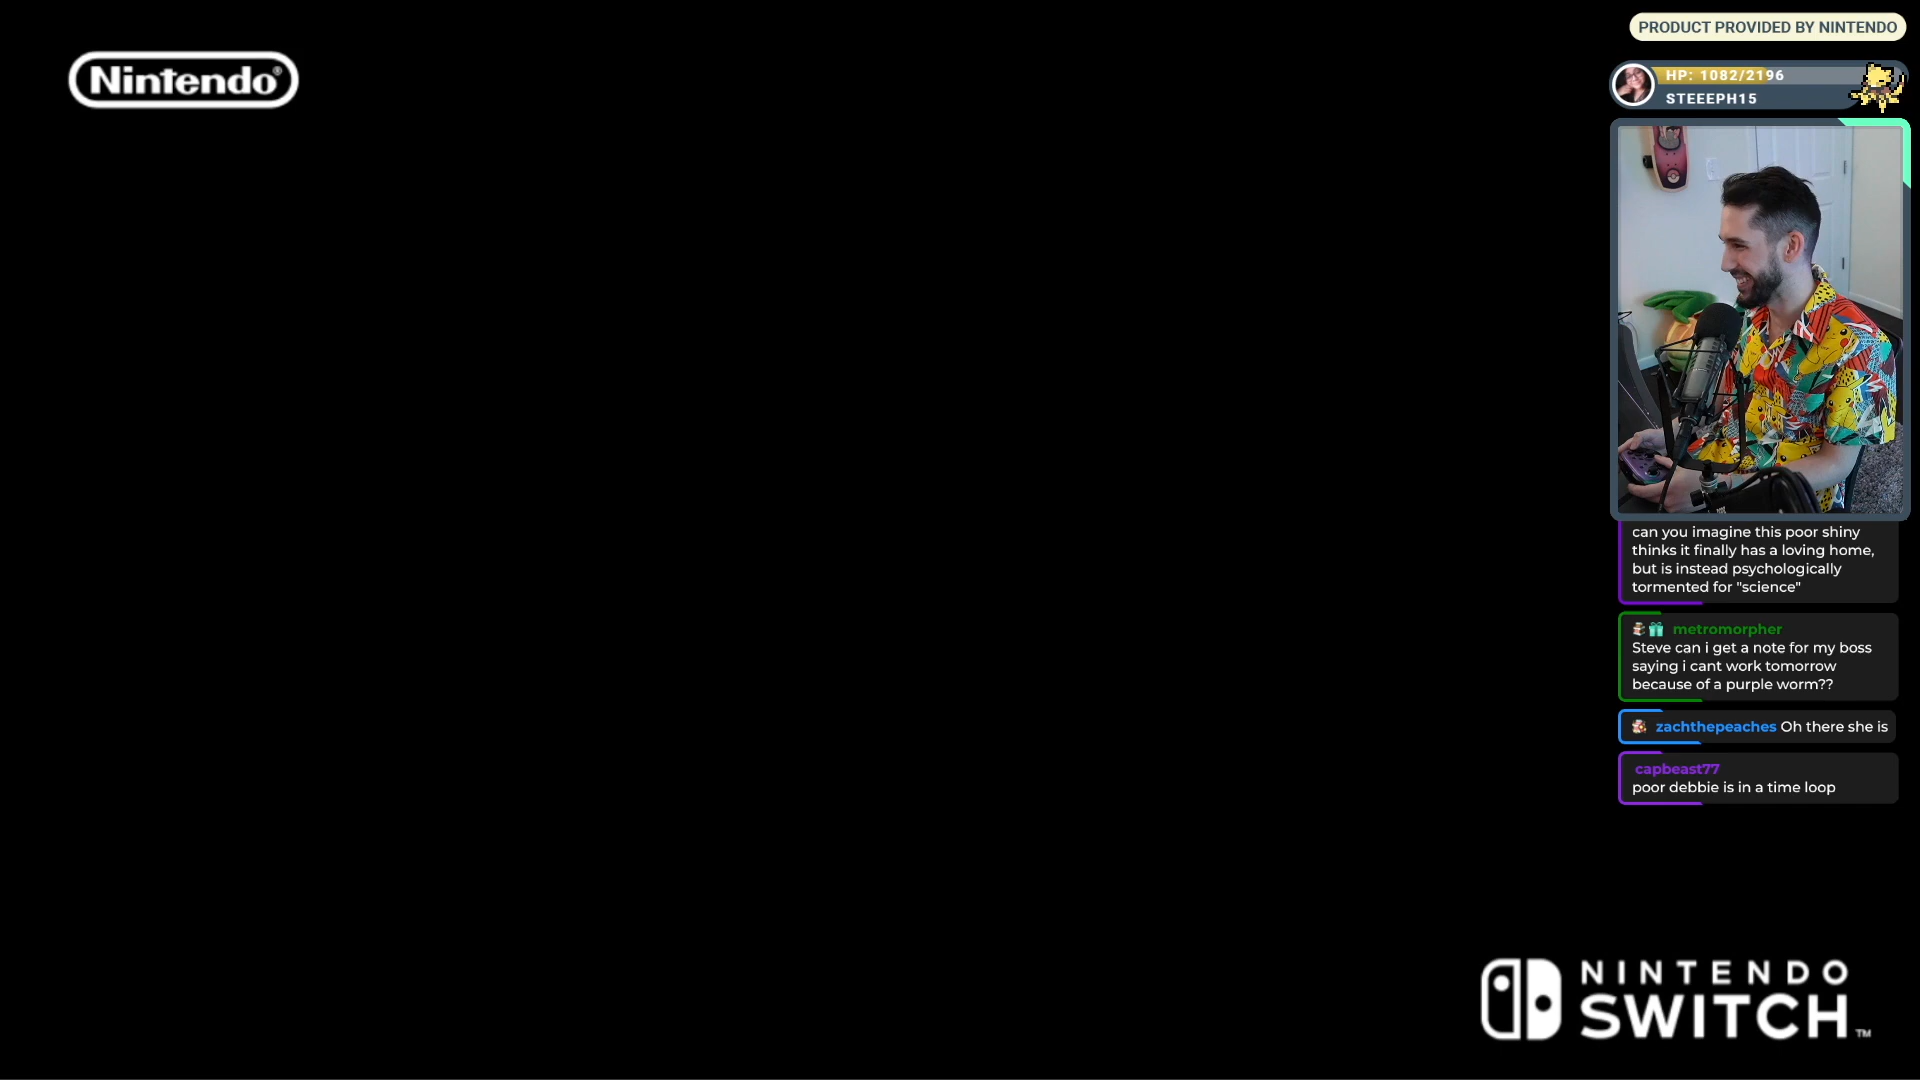 Nintendo®
PRODUCT PROVIDED BY NINTENDO
HP: 1082/2196
STEEEPH15
can you imagine this poor shiny
thinks it finally has a loving home,
but is instead psychologically
tormented for "science"
metromorpher
Steve can i get a note for my boss
saying i cant work tomorrow
because of a purple worm??
zachthepeaches Oh there she is
capbeast77
poor debbie is in a time loop
NINTENDO
SWITCH™